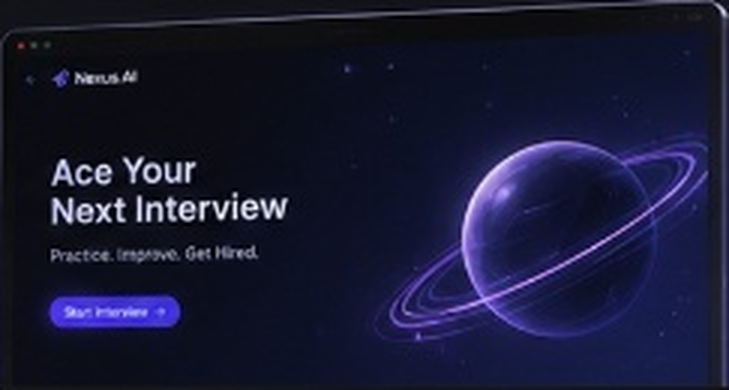 Nexus.AI
Ace Your
Next Interview
Practice. Improve. Get Hired.
Start Interview →